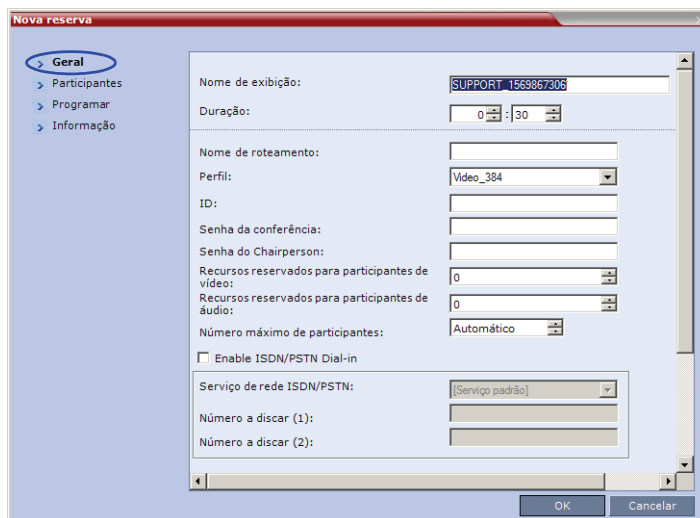 Nova reserva
Geral
Participantes
Programar
Informação
Nome de exibição: SUPPORT_1569867306
Duração: 0 : 30
Nome de roteamento:
Perfil: Video_384
ID:
Senha da conferência:
Senha do Chairperson:
Recursos reservados para participantes de
vídeo: 0
Recursos reservados para participantes de
áudio: 0
Número máximo de participantes: Automático
Enable ISDN/PSTN Dial-in
Serviço de rede ISDN/PSTN: [Serviço padrão]
Número a discar (1):
Número a discar (2):
OK Cancelar